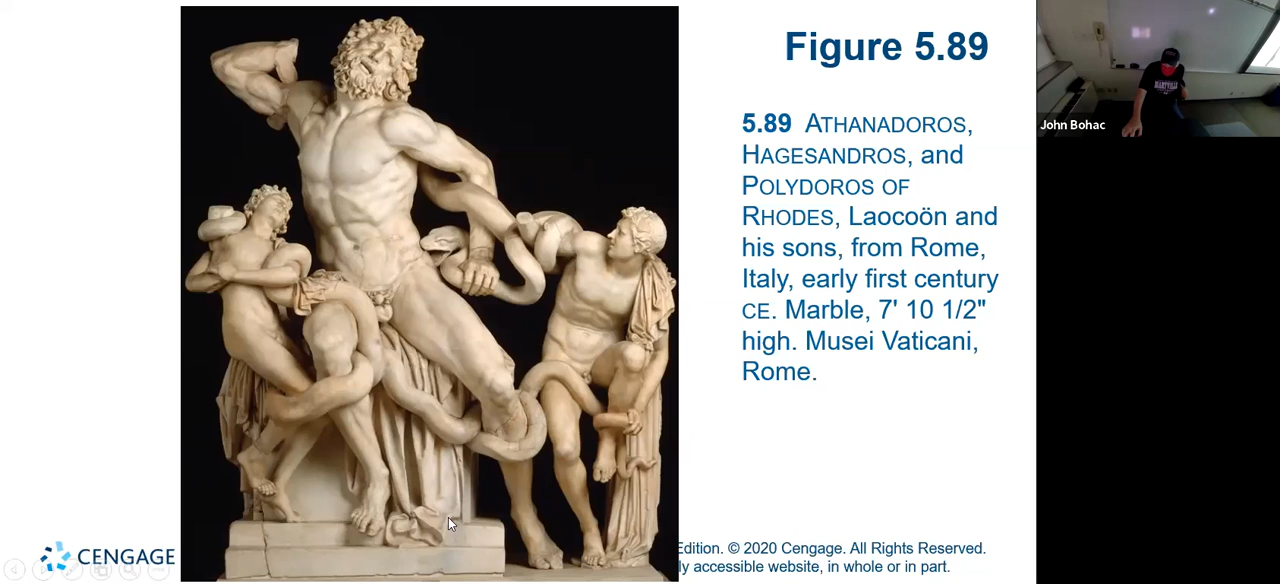 Figure 5.89
5.89 ATHANADOROS,
HAGESANDROS, and
POLYDOROS OF
RHODES, Laocoön and
his sons, from Rome,
Italy, early first century
CE. Marble, 7' 10 1/2"
high. Musei Vaticani,
Rome.
CENGAGE
Edition. © 2020 Cengage. All Rights Reserved.
ly accessible website, in whole or in part.
John Bohac
MARYVILLE